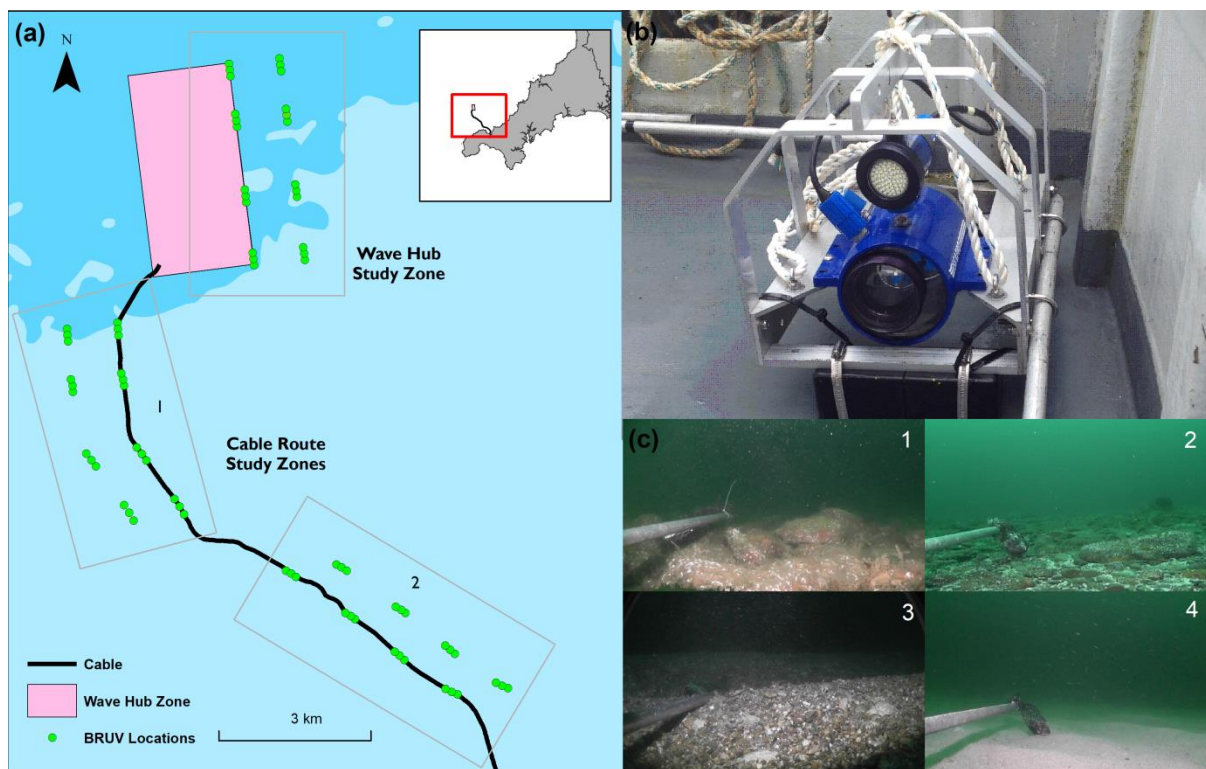 (a)
N
Wave Hub
Study Zone
1
Cable Route
Study Zones
2
Cable
Wave Hub Zone
BRUV Locations
3 km
(b)
(c)
1
2
3
4